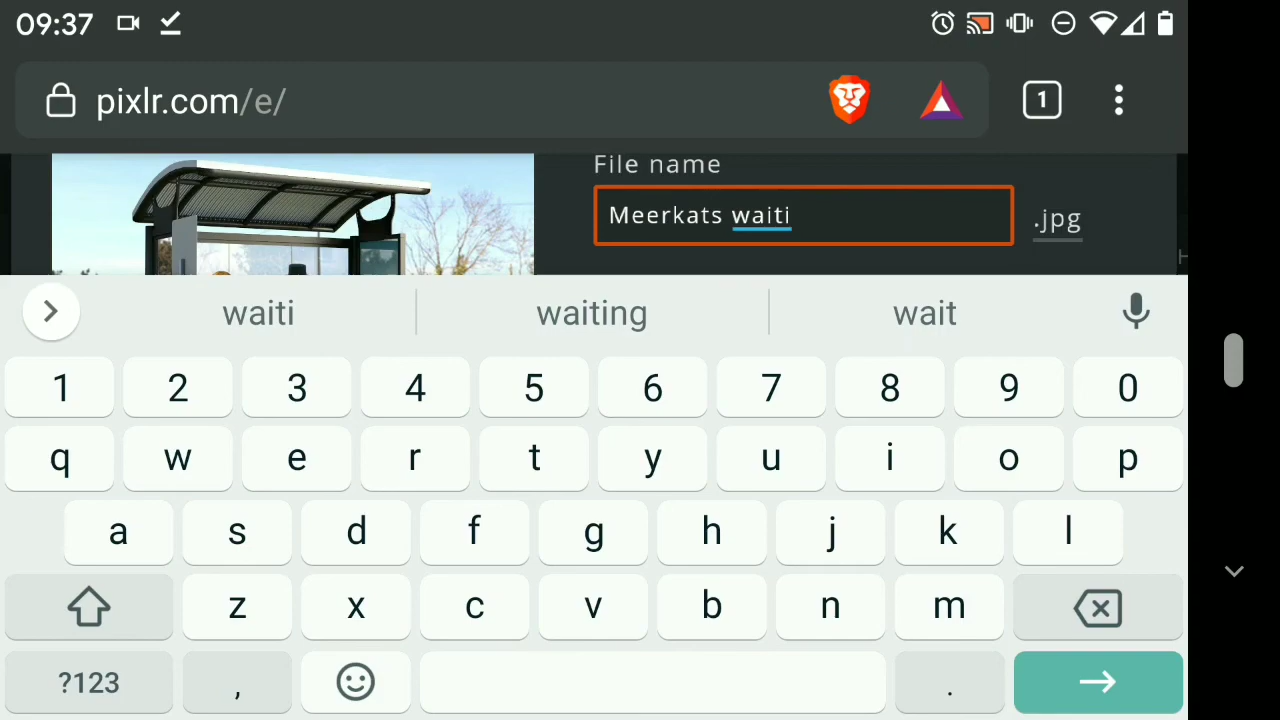 09:37
pixlr.com/e/
1
File name
Meerkats waiti
.jpg
waiti waiting wait
1 2 3 4 5 6 7 8 9 0
q w e r t y u i o p
a s d f g h j k l
z x c v b n m
?123 , .